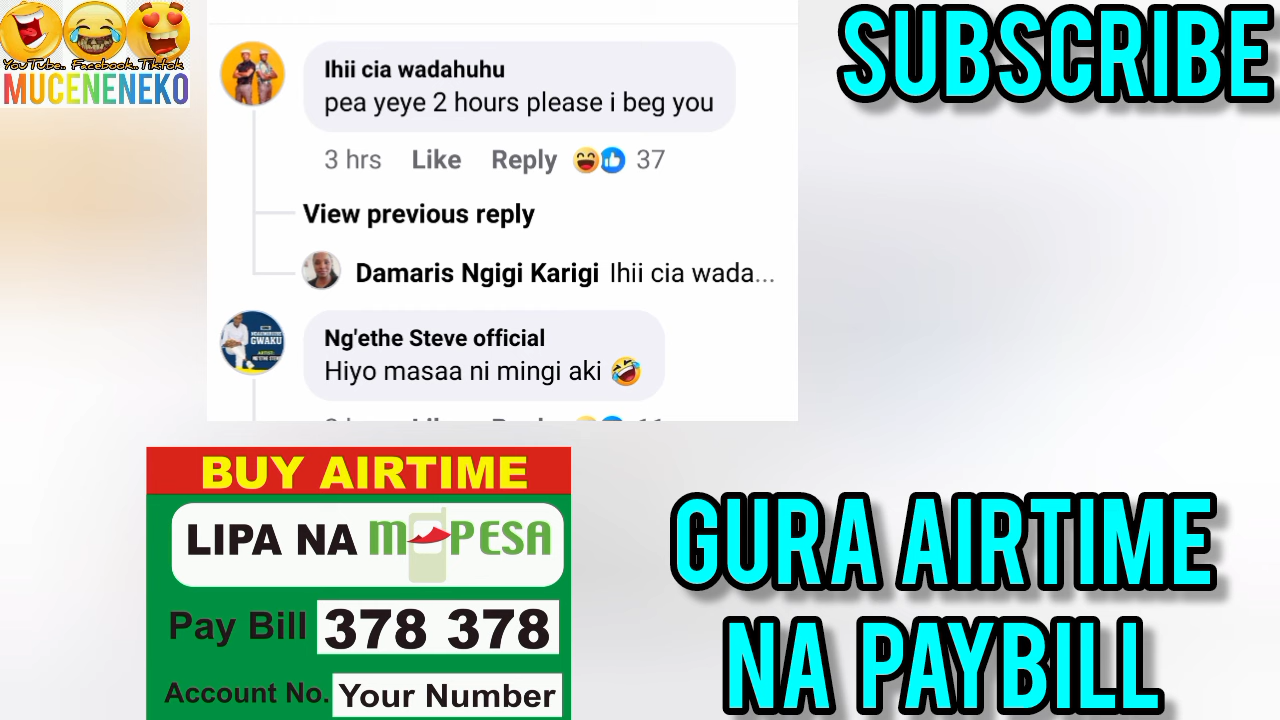 YouTube. Facebook. Tiktok
MUCENENEKO
SUBSCRIBE
Ihii cia wadahuhu
pea yeye 2 hours please i beg you
3 hrs Like Reply 37
View previous reply
Damaris Ngigi Karigi Ihii cia wada...
Ng'ethe Steve official
Hiyo masaa ni mingi aki 🤣
BUY AIRTIME
LIPA NA M-PESA
Pay Bill 378 378
Account No. Your Number
GURA AIRTIME
NA PAYBILL